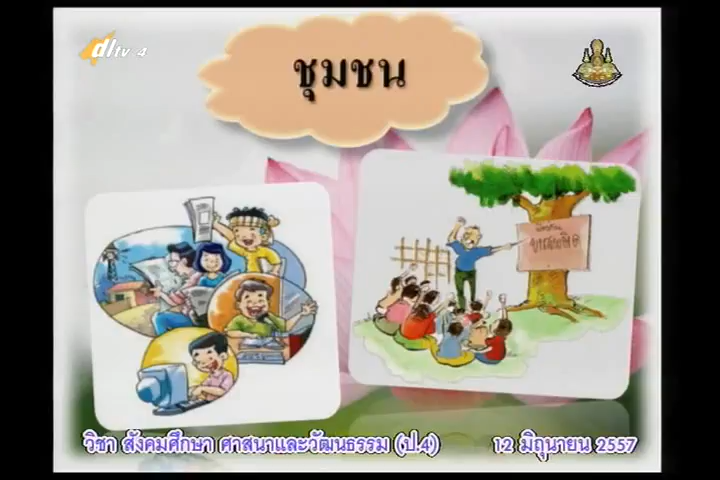 dltv 4
ชุมชน
วิชา สังคมศึกษา ศาสนาและวัฒนธรรม (ป.4) 12 มิถุนายน 2557